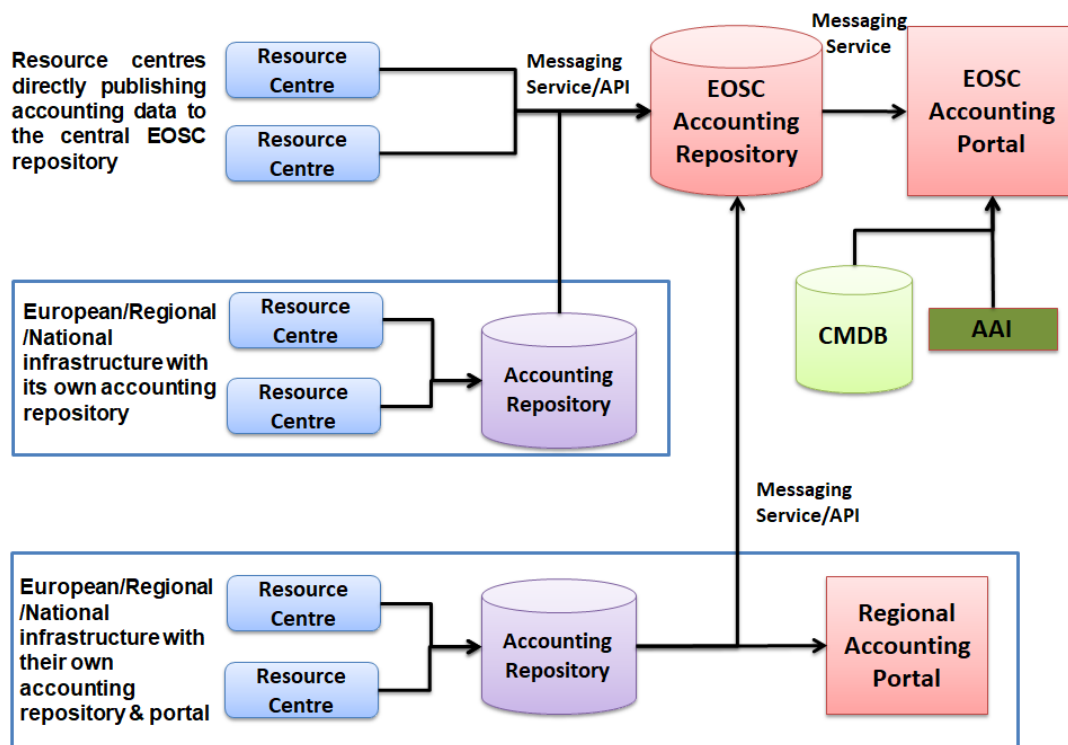 Resource centres
directly publishing
accounting data to
the central EOSC
repository
Resource
Centre
Resource
Centre
Messaging
Service/API
EOSC
Accounting
Repository
Messaging
Service
EOSC
Accounting
Portal
CMDB
AAI
European/Regional
/National
infrastructure with
its own accounting
repository
Resource
Centre
Resource
Centre
Accounting
Repository
Messaging
Service/API
European/Regional
/National
infrastructure with
their own
accounting
repository & portal
Resource
Centre
Resource
Centre
Accounting
Repository
Regional
Accounting
Portal